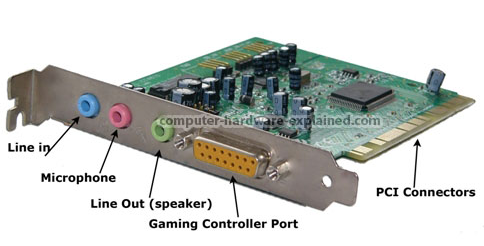 computer-hardware-explained.com
Line in
Microphone
Line Out (speaker)
Gaming Controller Port
PCI Connectors